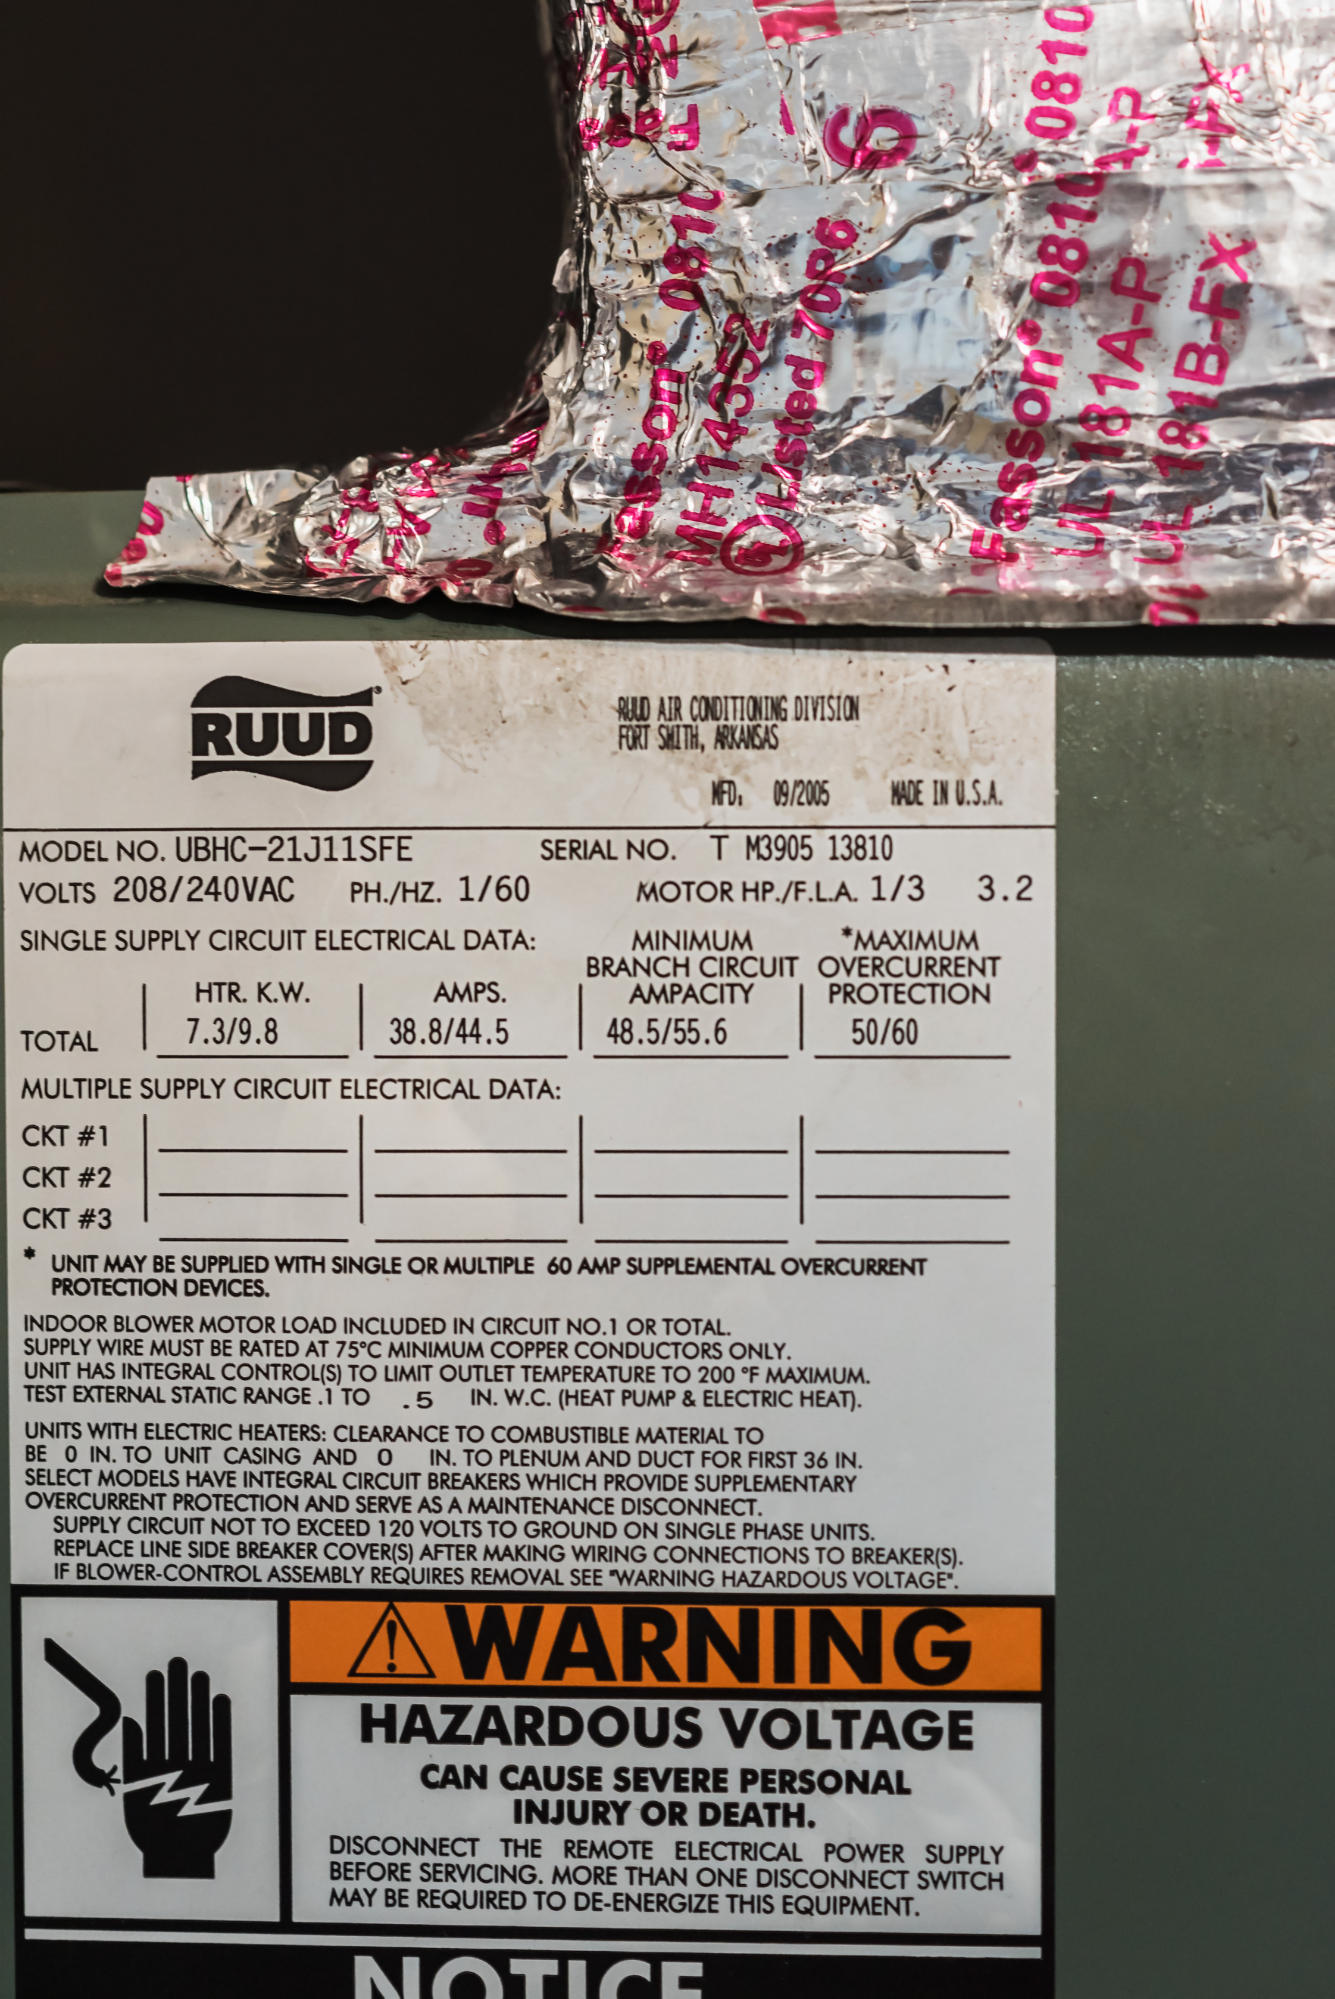 Fasson® 0810
MH14352
UL Listed 70R6
Fasson® 0810
UL 181A-P
UL 181B-FX
0810
A-P
RUUD®
RUUD AIR CONDITIONING DIVISION
FORT SMITH, ARKANSAS
MFD. 09/2005 MADE IN U.S.A.
MODEL NO. UBHC-21J11SFE SERIAL NO. T M3905 13810
VOLTS 208/240VAC PH./HZ. 1/60 MOTOR HP./F.L.A. 1/3 3.2
SINGLE SUPPLY CIRCUIT ELECTRICAL DATA: MINIMUM *MAXIMUM
BRANCH CIRCUIT OVERCURRENT
HTR. K.W. AMPS. AMPACITY PROTECTION
TOTAL 7.3/9.8 38.8/44.5 48.5/55.6 50/60
MULTIPLE SUPPLY CIRCUIT ELECTRICAL DATA:
CKT #1
CKT #2
CKT #3
* UNIT MAY BE SUPPLIED WITH SINGLE OR MULTIPLE 60 AMP SUPPLEMENTAL OVERCURRENT
PROTECTION DEVICES.
INDOOR BLOWER MOTOR LOAD INCLUDED IN CIRCUIT NO.1 OR TOTAL.
SUPPLY WIRE MUST BE RATED AT 75°C MINIMUM COPPER CONDUCTORS ONLY.
UNIT HAS INTEGRAL CONTROL(S) TO LIMIT OUTLET TEMPERATURE TO 200 °F MAXIMUM.
TEST EXTERNAL STATIC RANGE .1 TO .5 IN. W.C. (HEAT PUMP & ELECTRIC HEAT).
UNITS WITH ELECTRIC HEATERS: CLEARANCE TO COMBUSTIBLE MATERIAL TO
BE 0 IN. TO UNIT CASING AND 0 IN. TO PLENUM AND DUCT FOR FIRST 36 IN.
SELECT MODELS HAVE INTEGRAL CIRCUIT BREAKERS WHICH PROVIDE SUPPLEMENTARY
OVERCURRENT PROTECTION AND SERVE AS A MAINTENANCE DISCONNECT.
SUPPLY CIRCUIT NOT TO EXCEED 120 VOLTS TO GROUND ON SINGLE PHASE UNITS.
REPLACE LINE SIDE BREAKER COVER(S) AFTER MAKING WIRING CONNECTIONS TO BREAKER(S).
IF BLOWER-CONTROL ASSEMBLY REQUIRES REMOVAL SEE "WARNING HAZARDOUS VOLTAGE".
WARNING
HAZARDOUS VOLTAGE
CAN CAUSE SEVERE PERSONAL
INJURY OR DEATH.
DISCONNECT THE REMOTE ELECTRICAL POWER SUPPLY
BEFORE SERVICING. MORE THAN ONE DISCONNECT SWITCH
MAY BE REQUIRED TO DE-ENERGIZE THIS EQUIPMENT.
NOTICE